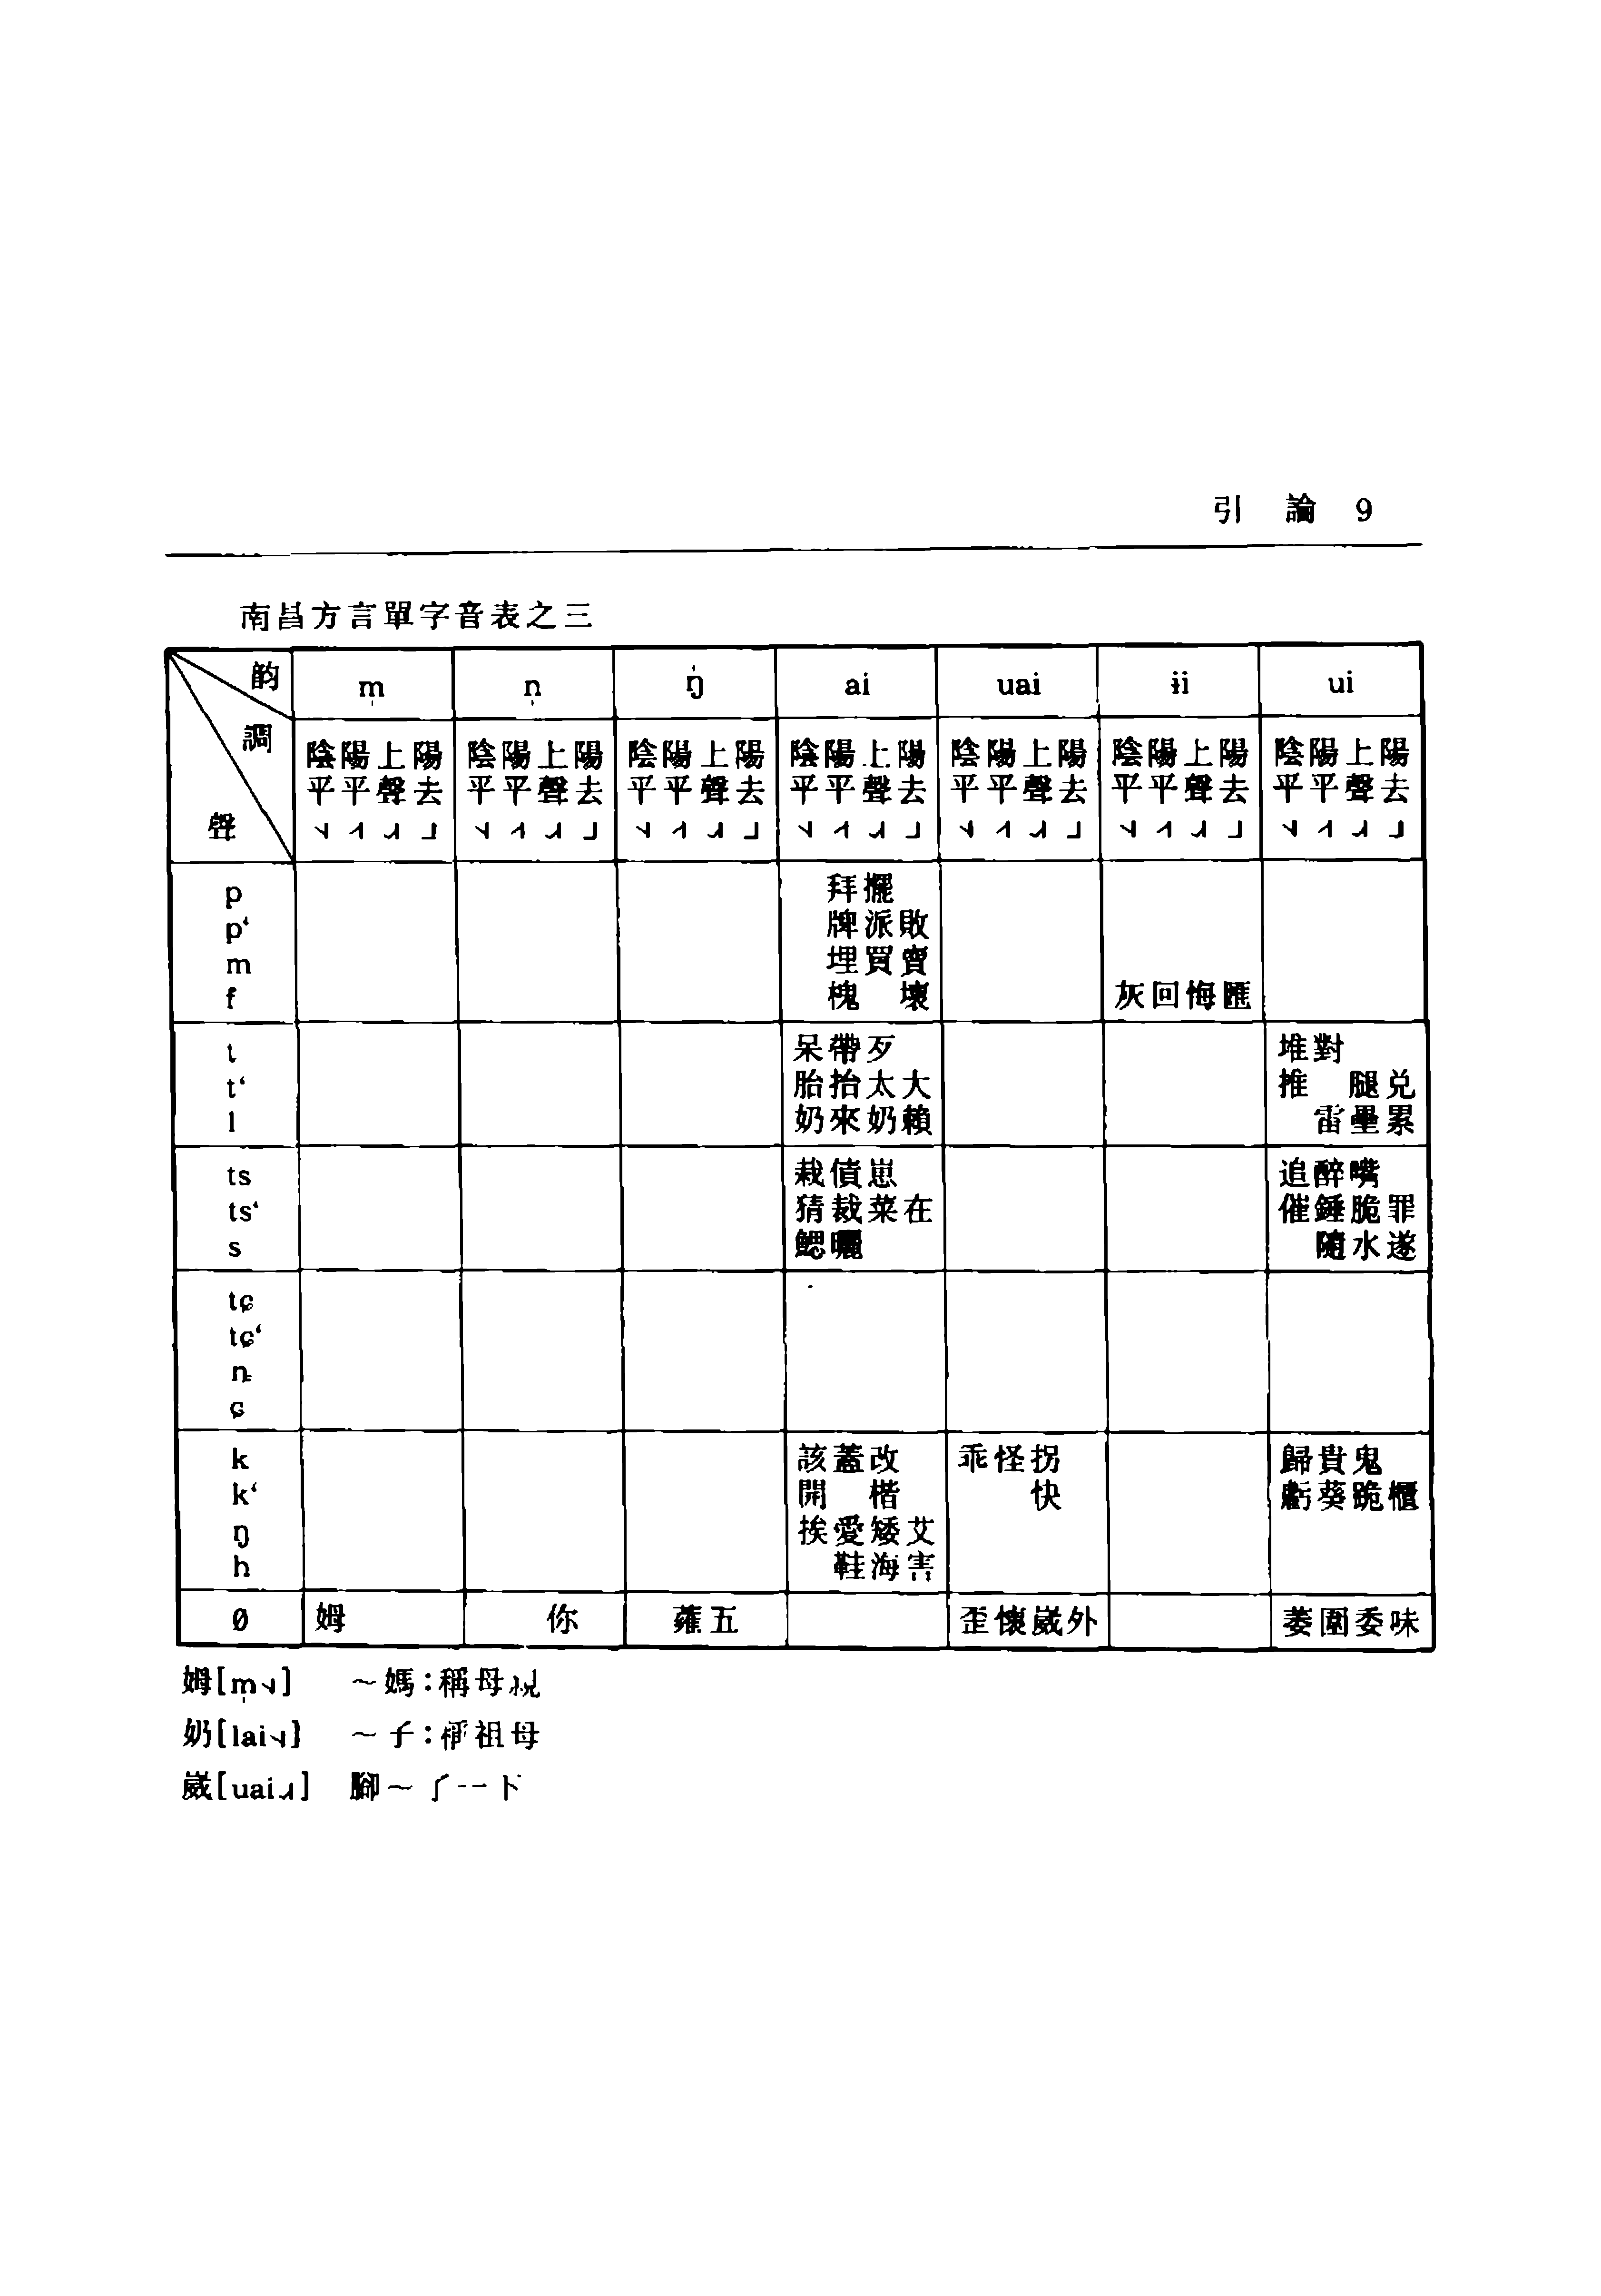 引 論 9
南昌方言單字音表之三
韵 調 聲 m̩ n̩ ŋ̍ ai uai ɨi ui
陰陽上陽 陰陽上陽 陰陽上陽 陰陽上陽 陰陽上陽 陰陽上陽 陰陽上陽
平平聲去 平平聲去 平平聲去 平平聲去 平平聲去 平平聲去 平平聲去
p 拜擺
p‘ 牌派敗
m 埋買賣
f 槐 壞 灰回悔匯
t 呆帶歹 堆對
t‘ 胎抬太大 推 腿兑
l 奶來奶賴 雷壘累
ts 栽債崽 追醉嘴
ts‘ 猜裁菜在 催錘脆罪
s 鰓曬 隨水遂
tɕ
tɕ‘
ȵ
ɕ
k 該蓋改 乖怪拐 歸貴鬼
k‘ 開 楷 快 虧葵跪櫃
ŋ 挨愛矮艾
h 鞋海害
ø 姆 你 蕹五 歪懷崴外 萎圍委味
姆[m̩] ～媽：稱母親
奶[lai] ～子：稱祖母
崴[uai] 腳～了一下